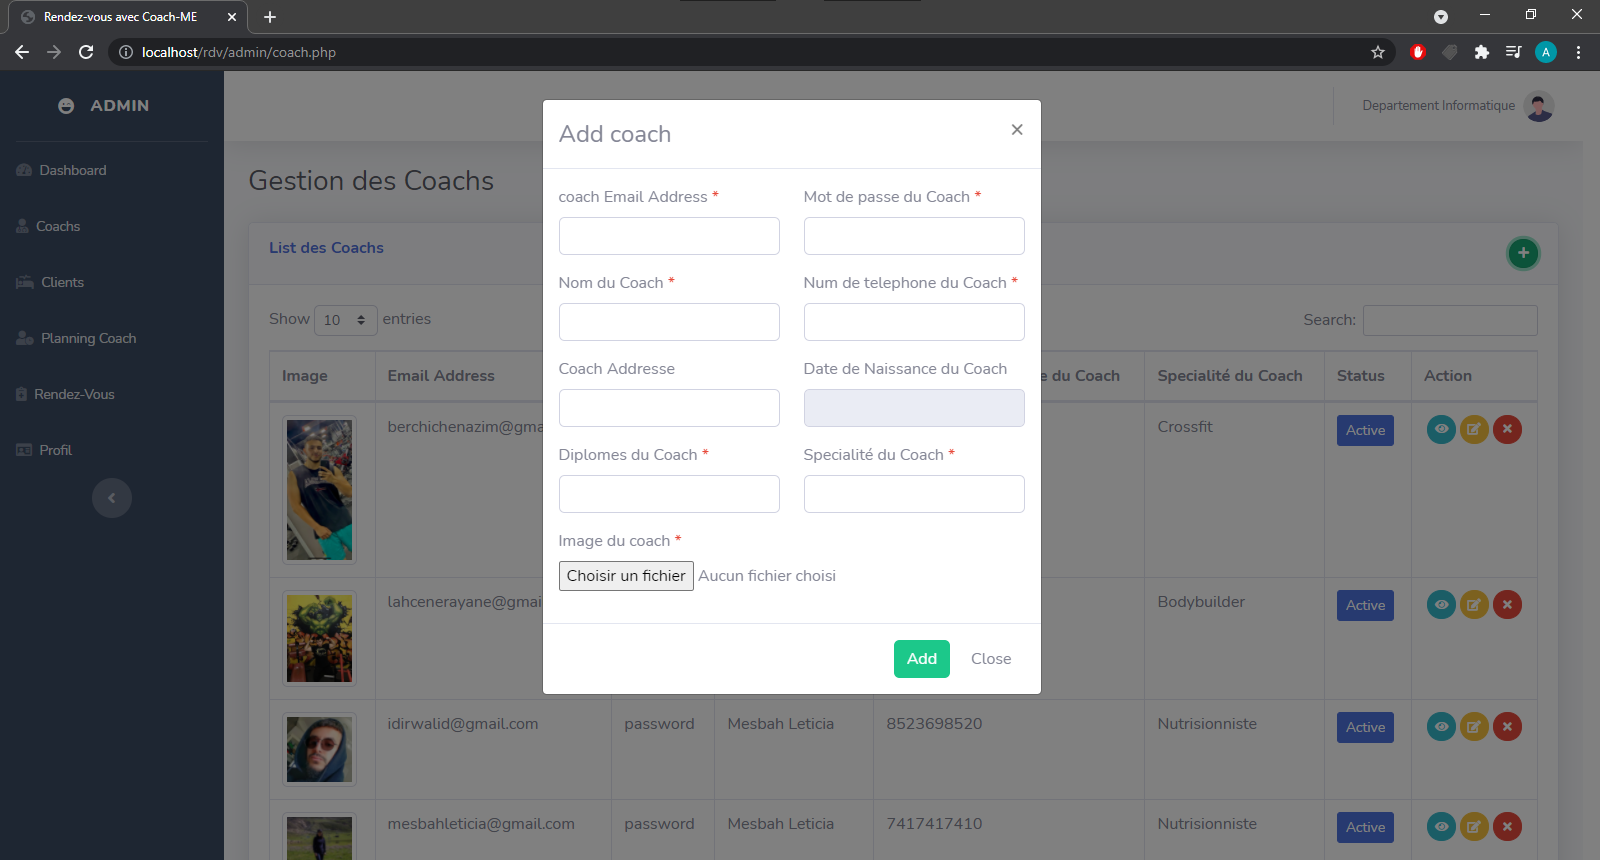 Rendez-vous avec Coach-ME
localhost/rdv/admin/coach.php
A
ADMIN
Departement Informatique
Dashboard
Coachs
Clients
Planning Coach
Rendez-Vous
Profil
Gestion des Coachs
List des Coachs
Show 10 entries
Search:
Image Email Address e du Coach Specialité du Coach Status Action
berchichenazim@gma Crossfit Active
lahcenerayane@gmai Bodybuilder Active
idirwalid@gmail.com password Mesbah Leticia 8523698520 Nutrisionniste Active
mesbahleticia@gmail.com password Mesbah Leticia 7417417410 Nutrisionniste Active
Add coach ×
coach Email Address * Mot de passe du Coach *
Nom du Coach * Num de telephone du Coach *
Coach Addresse Date de Naissance du Coach
Diplomes du Coach * Specialité du Coach *
Image du coach *
Choisir un fichier Aucun fichier choisi
Add Close